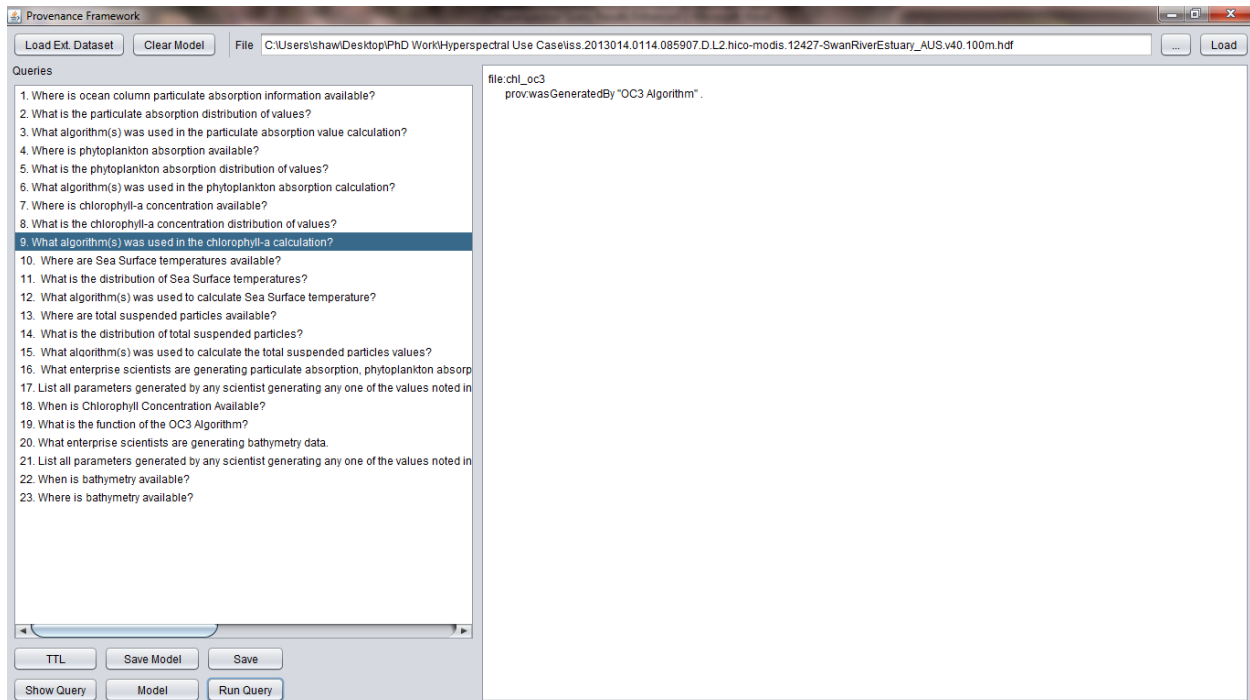 Provenance Framework
Load Ext. Dataset Clear Model File C:\Users\shaw\Desktop\PhD Work\Hyperspectral Use Case\iss.2013014.0114.085907.D.L2.hico-modis.12427-SwanRiverEstuary_AUS.v40.100m.hdf ... Load
Queries
1. Where is ocean column particulate absorption information available?
2. What is the particulate absorption distribution of values?
3. What algorithm(s) was used in the particulate absorption value calculation?
4. Where is phytoplankton absorption available?
5. What is the phytoplankton absorption distribution of values?
6. What algorithm(s) was used in the phytoplankton absorption calculation?
7. Where is chlorophyll-a concentration available?
8. What is the chlorophyll-a concentration distribution of values?
9. What algorithm(s) was used in the chlorophyll-a calculation?
10. Where are Sea Surface temperatures available?
11. What is the distribution of Sea Surface temperatures?
12. What algorithm(s) was used to calculate Sea Surface temperature?
13. Where are total suspended particles available?
14. What is the distribution of total suspended particles?
15. What algorithm(s) was used to calculate the total suspended particles values?
16. What enterprise scientists are generating particulate absorption, phytoplankton absorp
17. List all parameters generated by any scientist generating any one of the values noted in
18. When is Chlorophyll Concentration Available?
19. What is the function of the OC3 Algorithm?
20. What enterprise scientists are generating bathymetry data.
21. List all parameters generated by any scientist generating any one of the values noted in
22. When is bathymetry available?
23. Where is bathymetry available?
file:chl_oc3
prov:wasGeneratedBy "OC3 Algorithm" .
TTL Save Model Save
Show Query Model Run Query